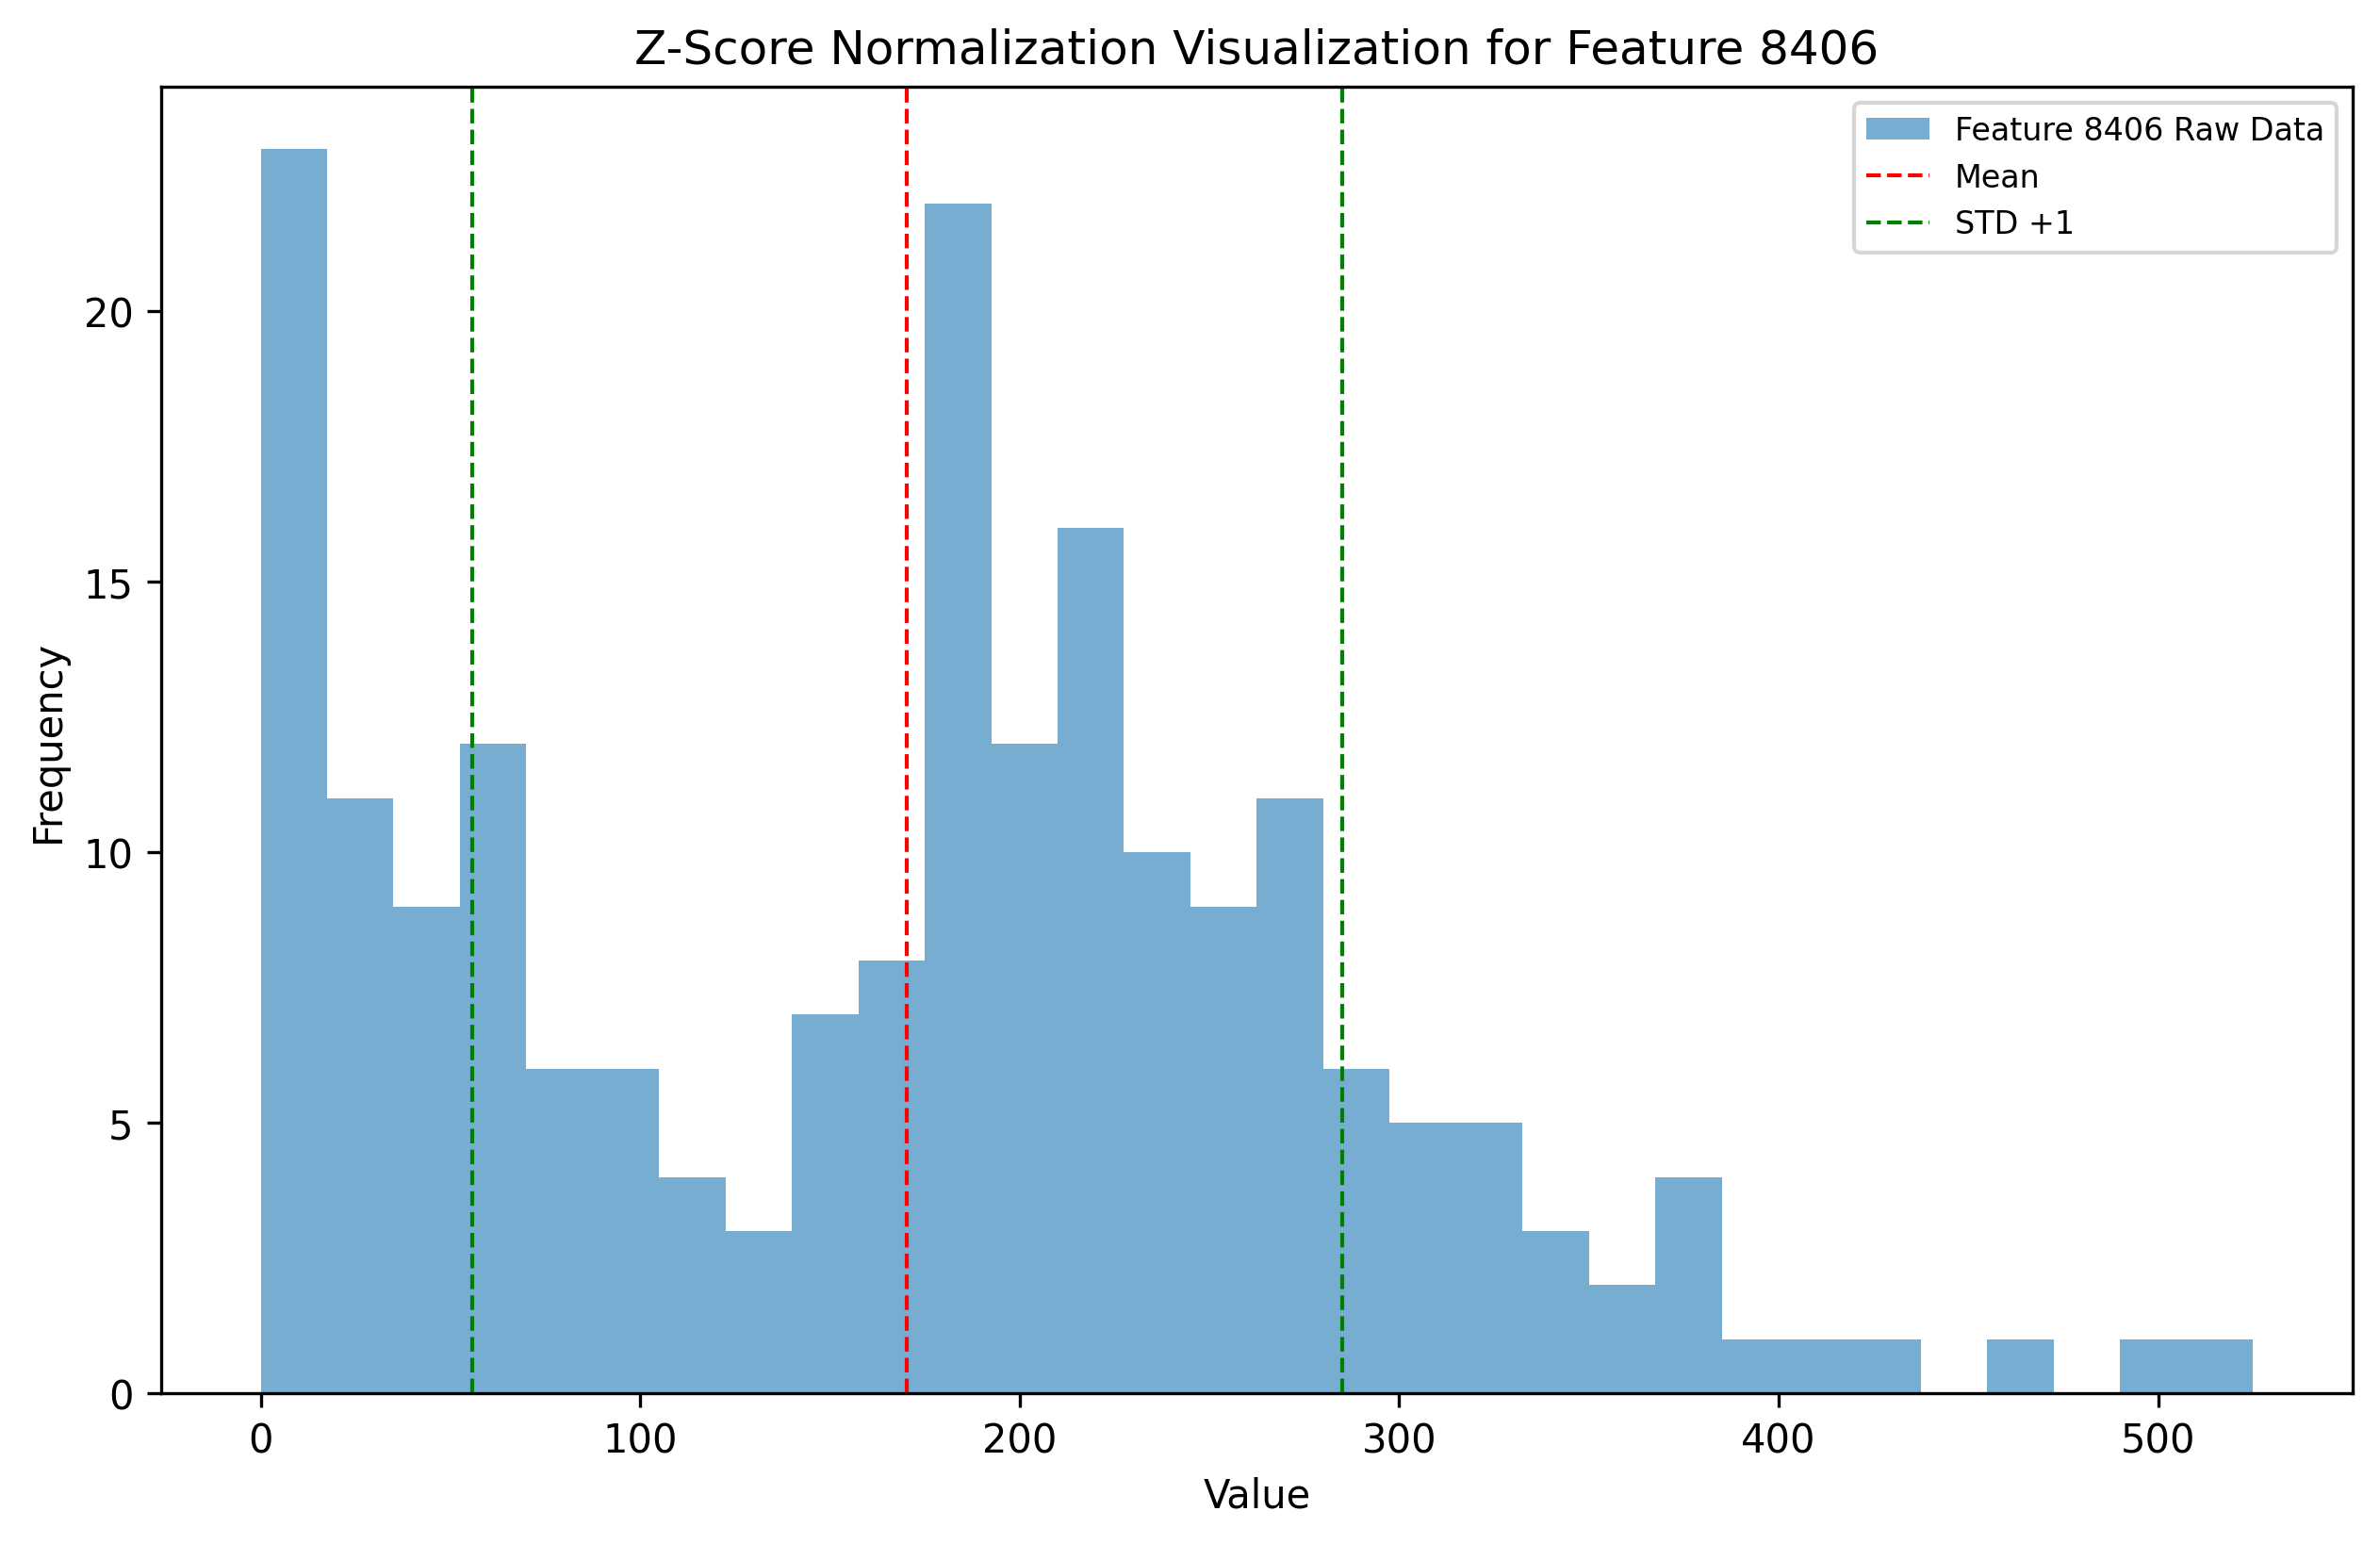 Z-Score Normalization Visualization for Feature 8406
Feature 8406 Raw Data
Mean
STD +1
20
15
10
5
0
Frequency
0 100 200 300 400 500
Value